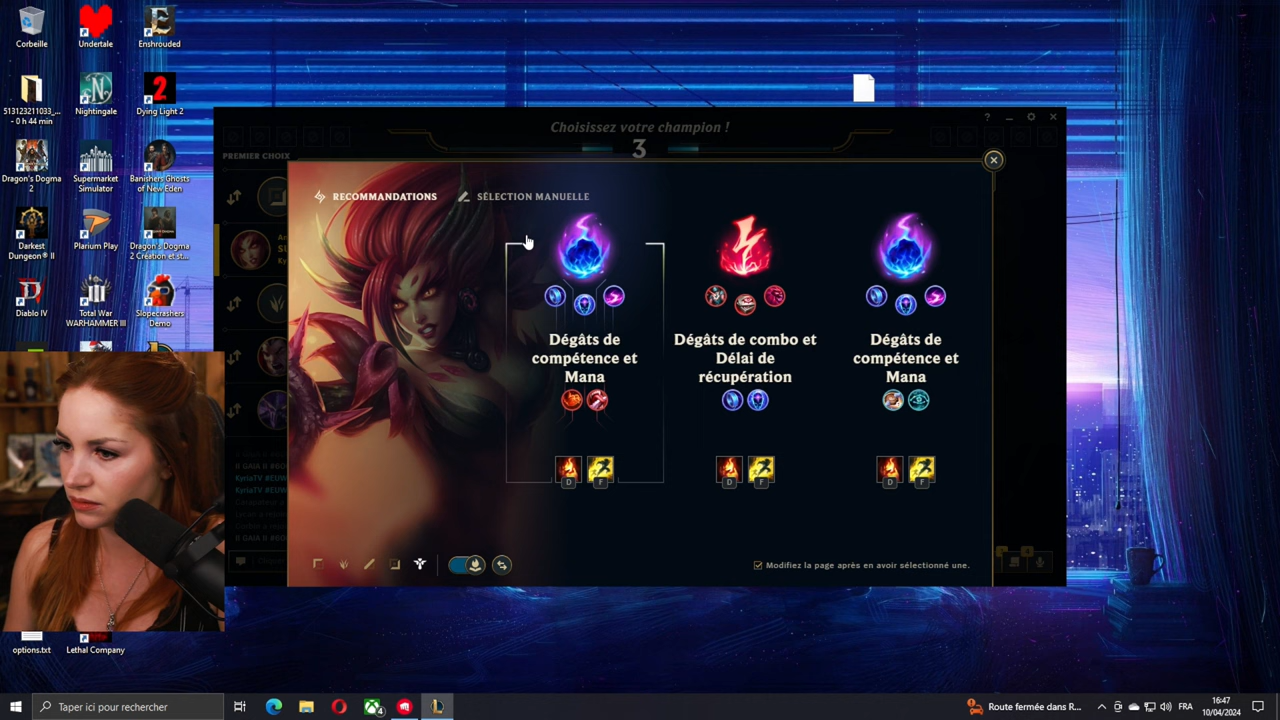 Corbeille
Undertale
Enshrouded
513123211033_...
- 0 h 44 min
Nightingale
Dying Light 2
Dragon's Dogma
2
Supermarket
Simulator
Banishers Ghosts
of New Eden
Darkest
Dungeon® II
Plarium Play
Dragon's Dogma
2 Création et st...
Diablo IV
Total War
WARHAMMER III
Slopecrashers
Demo
options.txt
Lethal Company
Choisissez votre champion !
3
PREMIER CHOIX
RECOMMANDATIONS
SÉLECTION MANUELLE
Dégâts de
compétence et
Mana
Dégâts de combo et
Délai de
récupération
Dégâts de
compétence et
Mana
D
F
D
F
D
F
Modifiez la page après en avoir sélectionné une.
Taper ici pour rechercher
4
Route fermée dans R...
FRA
16:47
10/04/2024